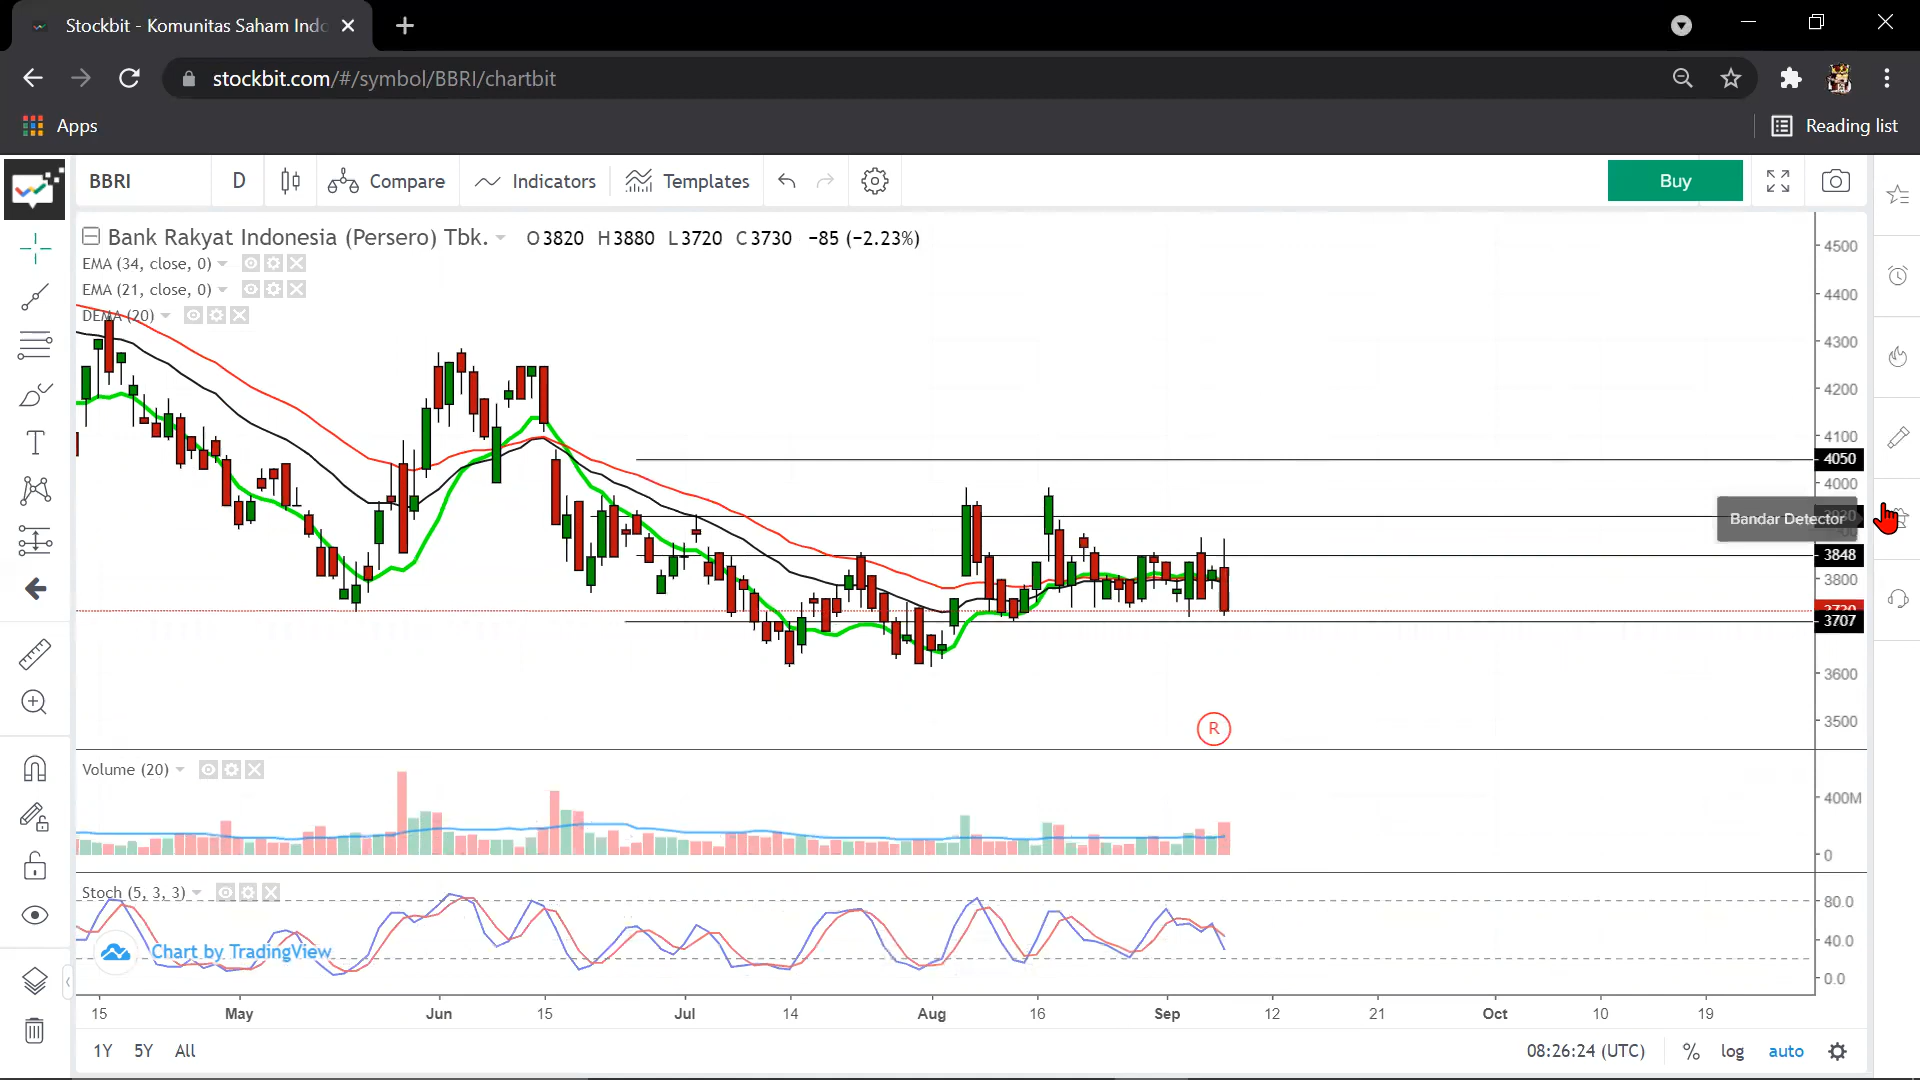 Stockbit - Komunitas Saham Indo
stockbit.com/#/symbol/BBRI/chartbit
Apps
Reading list
BBRI
D
Compare
Indicators
Templates
Buy
Bank Rakyat Indonesia (Persero) Tbk. O3820 H3880 L3720 C3730 −85 (−2.23%)
EMA (34, close, 0)
EMA (21, close, 0)
DEMA (20)
4500
4400
4300
4200
4100
4050
4000
Bandar Detector
3848
3800
3707
3600
3500
R
Volume (20)
400M
0
Stoch (5, 3, 3)
80.0
40.0
0.0
Chart by TradingView
15 May Jun 15 Jul 14 Aug 16 Sep 12 21 Oct 10 19
1Y 5Y All
08:26:24 (UTC) % log auto